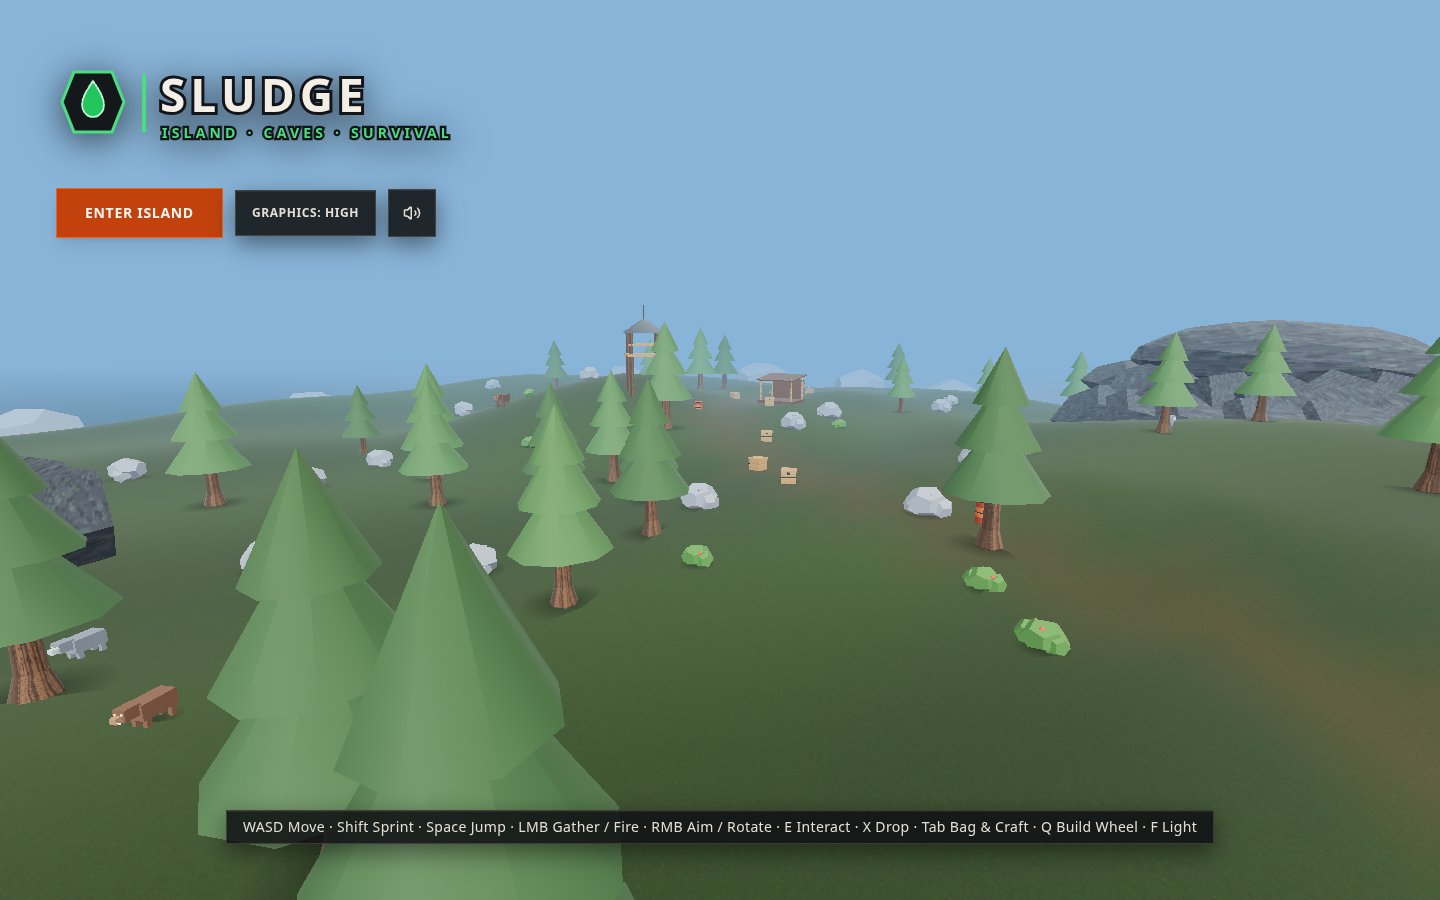 SLUDGE
ISLAND • CAVES • SURVIVAL
ENTER ISLAND
GRAPHICS: HIGH
WASD Move · Shift Sprint · Space Jump · LMB Gather / Fire · RMB Aim / Rotate · E Interact · X Drop · Tab Bag & Craft · Q Build Wheel · F Light